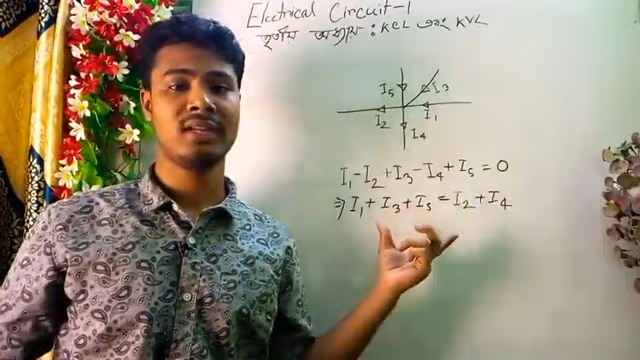 Electrical Circuit-1
তৃতীয় অধ্যায় : KCL এবং KVL
I₅ I₃
I₂ I₁
I₄
I₁-I₂+I₃-I₄+I₅=0
⇒I₁+I₃+I₅=I₂+I₄